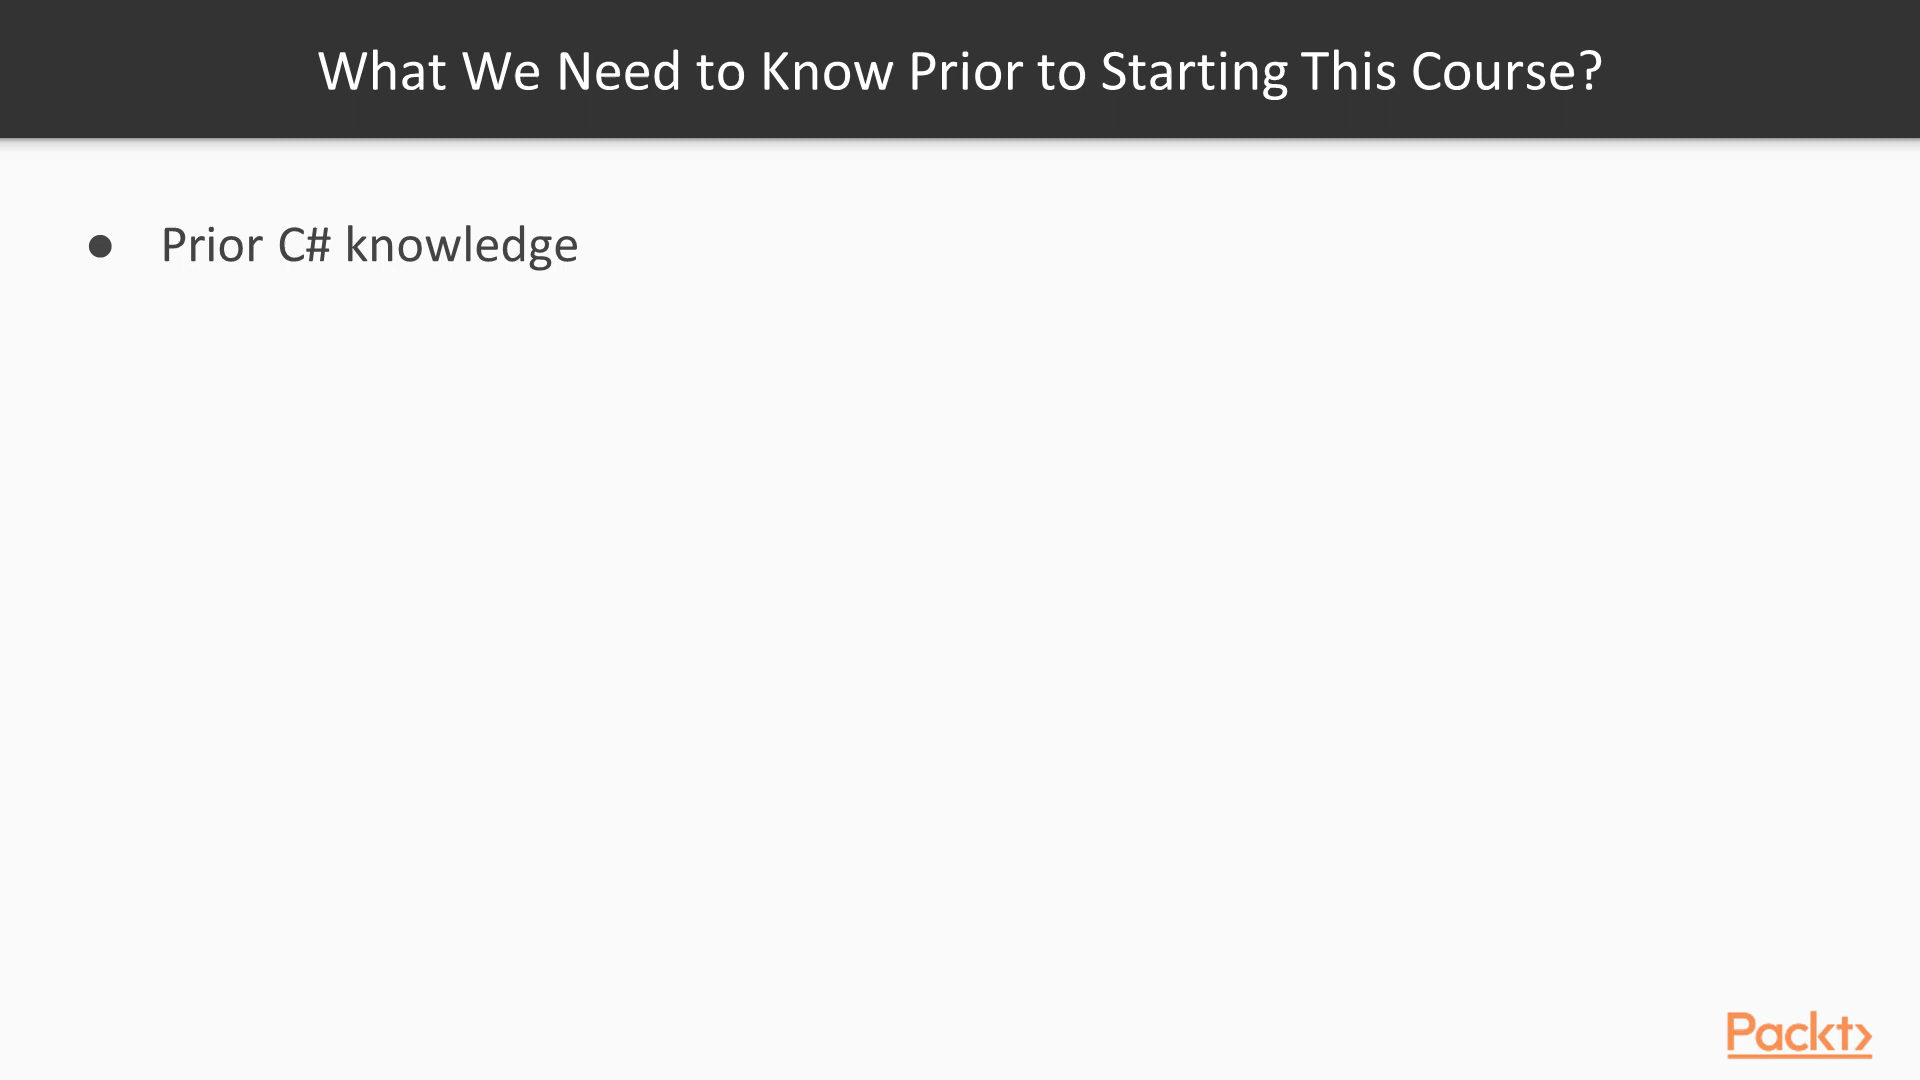 What We Need to Know Prior to Starting This Course?
● Prior C# knowledge
Packt>